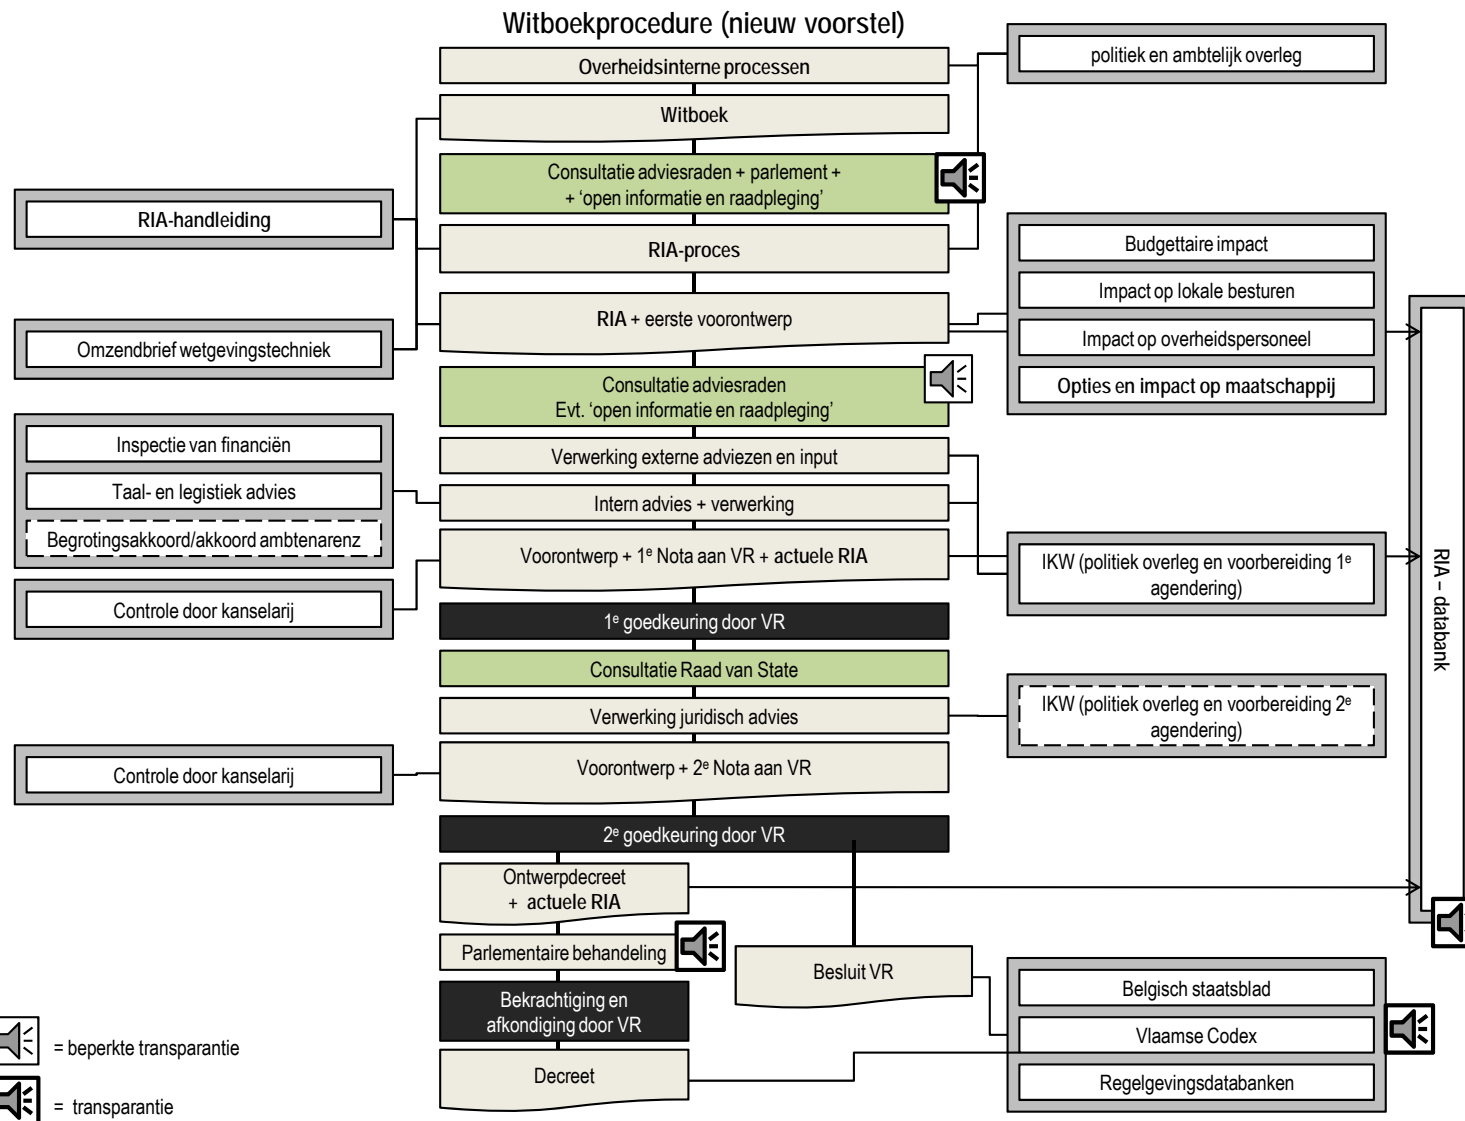 Witboekprocedure (nieuw voorstel)
Overheidsinterne processen
politiek en ambtelijk overleg
Witboek
Consultatie adviesraden + parlement +
+ ‘open informatie en raadpleging’
RIA-handleiding
RIA-proces
Budgettaire impact
Impact op lokale besturen
RIA + eerste voorontwerp
Impact op overheidspersoneel
Omzendbrief wetgevingstechniek
Opties en impact op maatschappij
Consultatie adviesraden
Evt. ‘open informatie en raadpleging’
Inspectie van financiën
Verwerking externe adviezen en input
Taal- en legistiek advies
Intern advies + verwerking
Begrotingsakkoord/akkoord ambtenarenz
Voorontwerp + 1e Nota aan VR + actuele RIA
IKW (politiek overleg en voorbereiding 1e
agendering)
RIA – databank
Controle door kanselarij
1e goedkeuring door VR
Consultatie Raad van State
Verwerking juridisch advies
IKW (politiek overleg en voorbereiding 2e
agendering)
Controle door kanselarij
Voorontwerp + 2e Nota aan VR
2e goedkeuring door VR
Ontwerpdecreet
+ actuele RIA
Parlementaire behandeling
Besluit VR
Belgisch staatsblad
Bekrachtiging en
afkondiging door VR
Vlaamse Codex
= beperkte transparantie
Decreet
Regelgevingsdatabanken
= transparantie